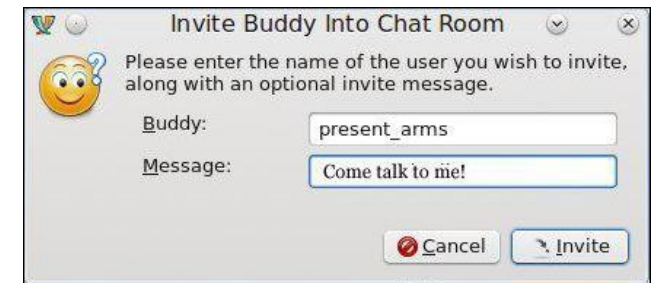 Invite Buddy Into Chat Room
Please enter the name of the user you wish to invite,
along with an optional invite message.
Buddy: present_arms
Message: Come talk to me!
Cancel Invite